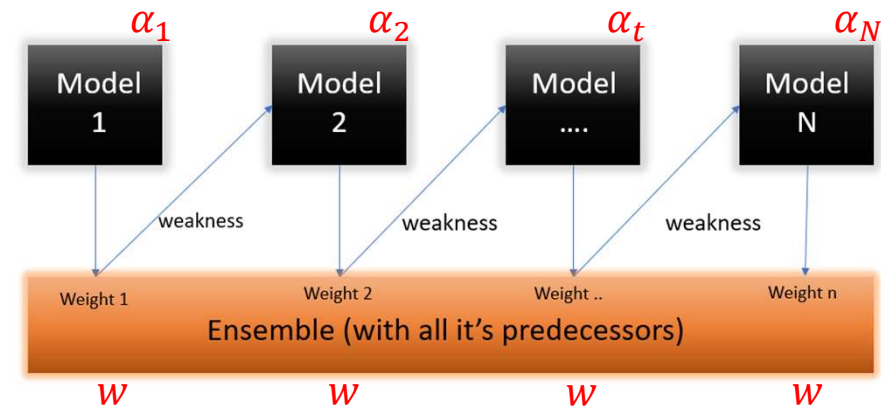 α₁ α₂ αₜ α_N
Model
1
Model
2
Model
....
Model
N
weakness
weakness
weakness
Weight 1
Weight 2
Weight ..
Weight n
Ensemble (with all it's predecessors)
w w w w